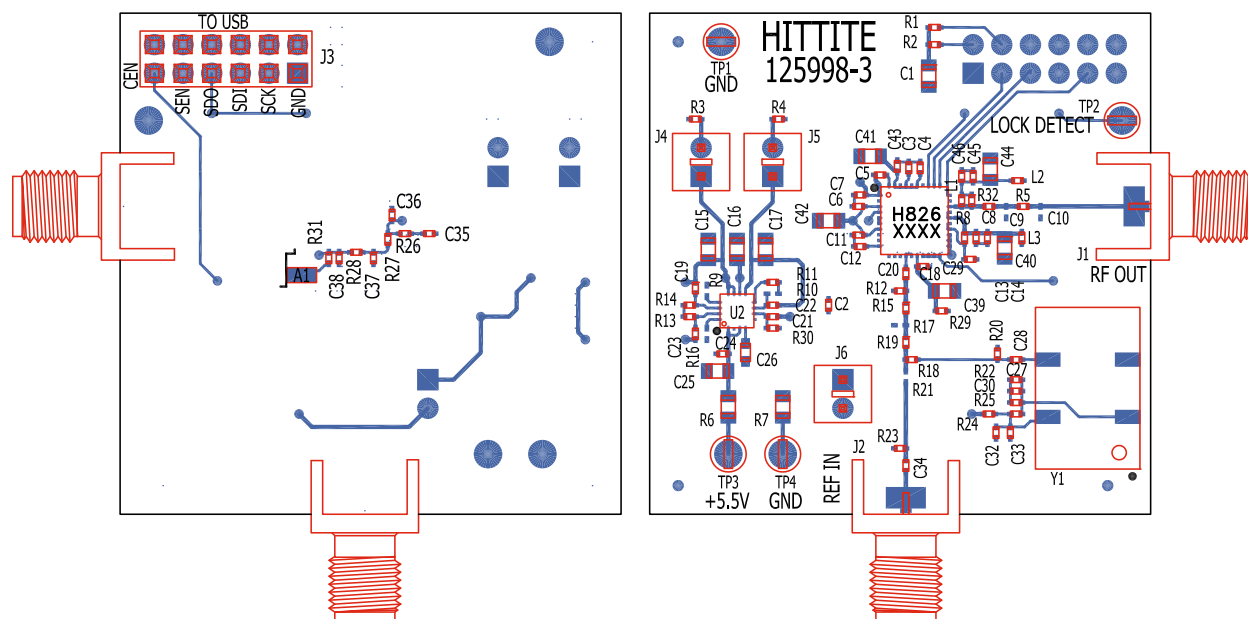 TO USB
J3
CEN
SEN
SDO
SDI
SCK
GND
C36
R31
R26
C35
A1
C38
R28
C37
R27
HITTITE
125998-3
TP1
GND
R1
R2
C1
TP2
LOCK DETECT
R3
R4
J4
J5
C41
C43
C3
C4
C5
C7
C6
C42
C11
C12
H826
XXXX
C46
C45
C44
L1
L2
R32
R5
R8
C8
C9
C10
L3
C40
J1
RF OUT
C15
C16
C17
C19
R9
R11
R10
R14
R13
C22
C21
R30
U2
C23
R16
C24
C25
C26
C2
C20
C18
C29
R12
R15
C39
R29
C13
C14
R17
R19
R18
R21
R20
C28
R22
C27
C30
R25
R24
C32
C33
Y1
J6
R6
R7
TP3
+5.5V
TP4
GND
REF IN
J2
R23
C34